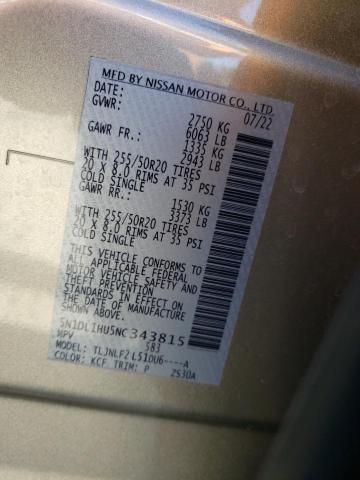 MFD BY NISSAN MOTOR CO., LTD.
DATE: 07/22
GVWR: 2750 KG
6063 LB
GAWR FR: 1335 KG
2943 LB
WITH 255/50R20 TIRES
20 X 8.0 RIMS AT 35 PSI
COLD SINGLE
GAWR RR: 1530 KG
3373 LB
WITH 255/50R20 TIRES
20 X 8.0 RIMS AT 35 PSI
COLD SINGLE
THIS VEHICLE CONFORMS TO
ALL APPLICABLE FEDERAL
MOTOR VEHICLE SAFETY AND
THEFT PREVENTION
STANDARDS IN EFFECT ON
THE DATE OF MANUFACTURE
SHOWN ABOVE
5N1DL1HU5NC343815
MPV 583
MODEL: TLJNLFZ L51DU6----A
COLOR: KCF TRIM: P 2S30A